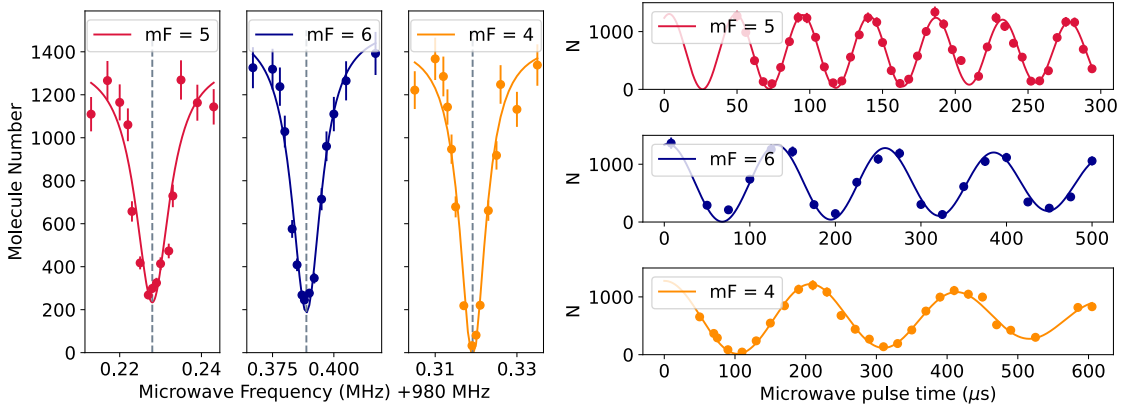 mF = 5
mF = 6
mF = 4
Molecule Number
1400
1200
1000
800
600
400
200
0
0.22 0.24
0.375 0.400
0.31 0.33
Microwave Frequency (MHz) +980 MHz
mF = 5
N
1000
0
0 50 100 150 200 250 300
mF = 6
N
1000
0
0 100 200 300 400 500
mF = 4
N
1000
0
0 100 200 300 400 500 600
Microwave pulse time (μs)